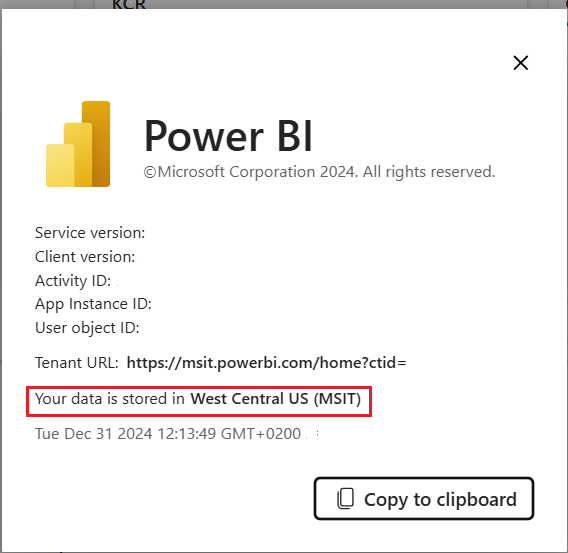 KCR
Power BI
©Microsoft Corporation 2024. All rights reserved.
Service version:
Client version:
Activity ID:
App Instance ID:
User object ID:
Tenant URL: https://msit.powerbi.com/home?ctid=
Your data is stored in West Central US (MSIT)
Tue Dec 31 2024 12:13:49 GMT+0200
Copy to clipboard